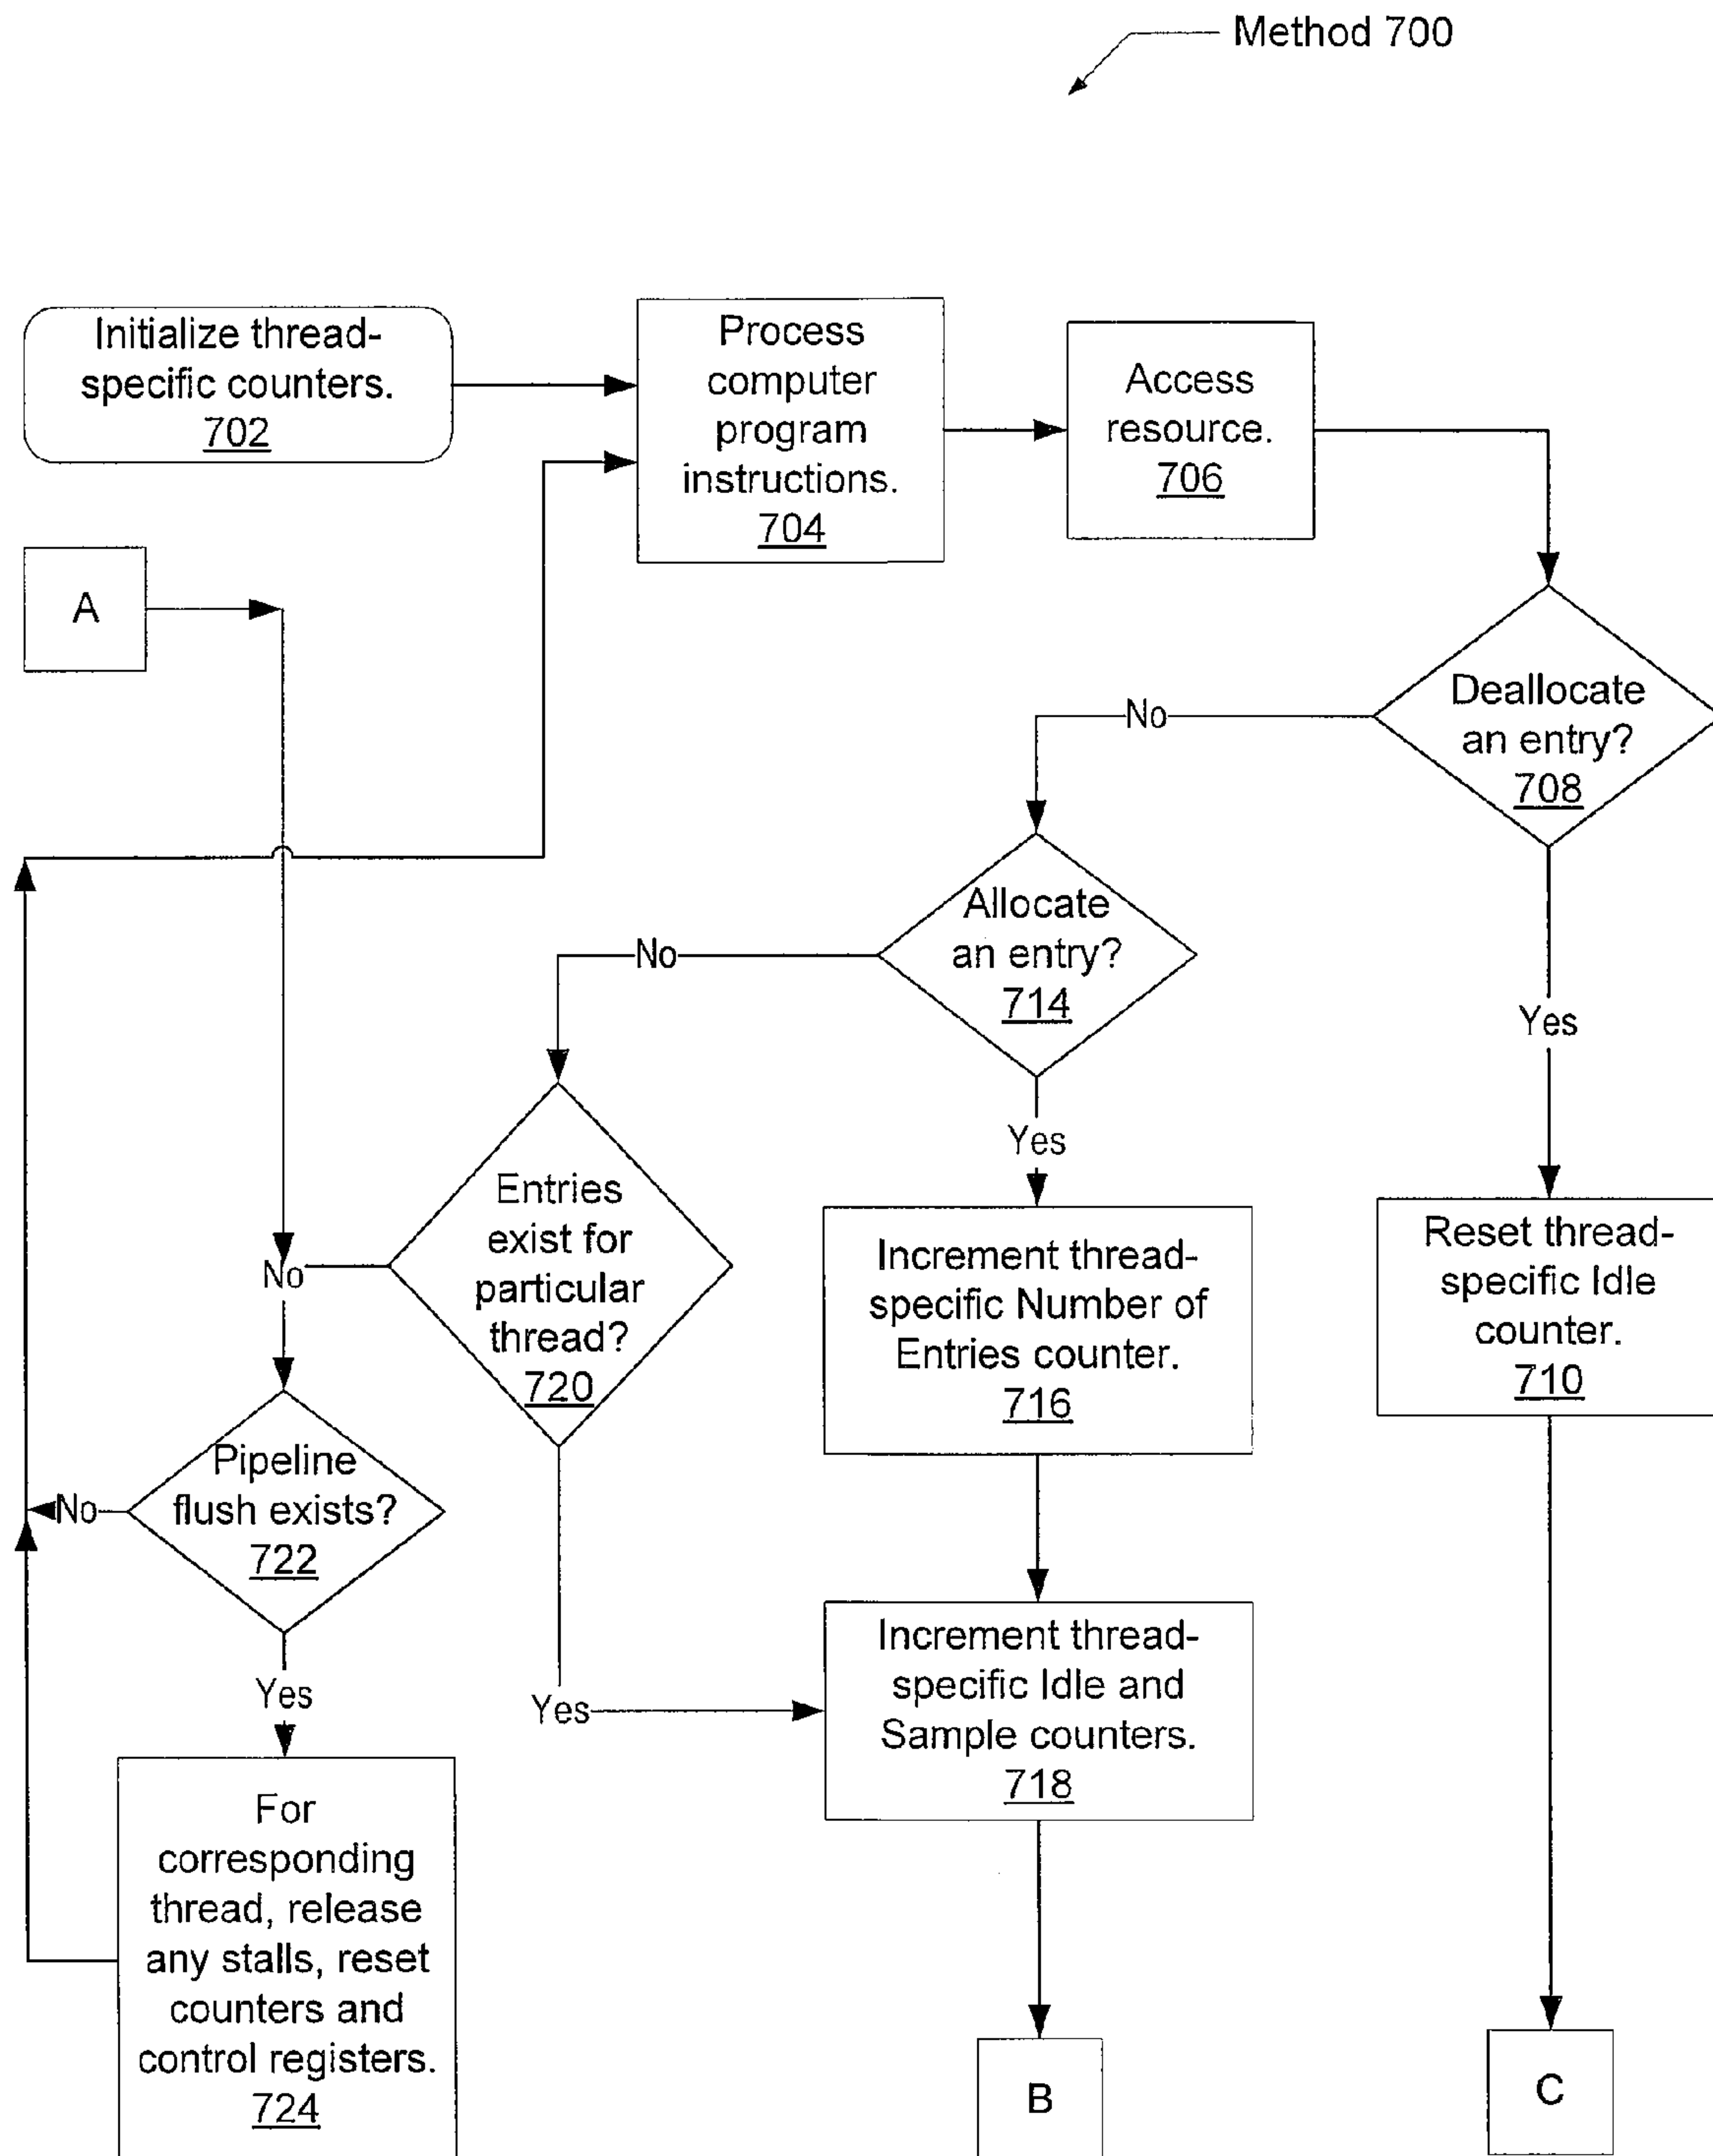 Method 700
Initialize thread-
specific counters.
702
Process
computer
program
instructions.
704
Access
resource.
706
A
Deallocate
an entry?
708
No
Yes
Allocate
an entry?
714
No
Yes
Entries
exist for
particular
thread?
720
No
Yes
Increment thread-
specific Number of
Entries counter.
716
Reset thread-
specific Idle
counter.
710
Pipeline
flush exists?
722
No
Yes
Increment thread-
specific Idle and
Sample counters.
718
For
corresponding
thread, release
any stalls, reset
counters and
control registers.
724
B
C